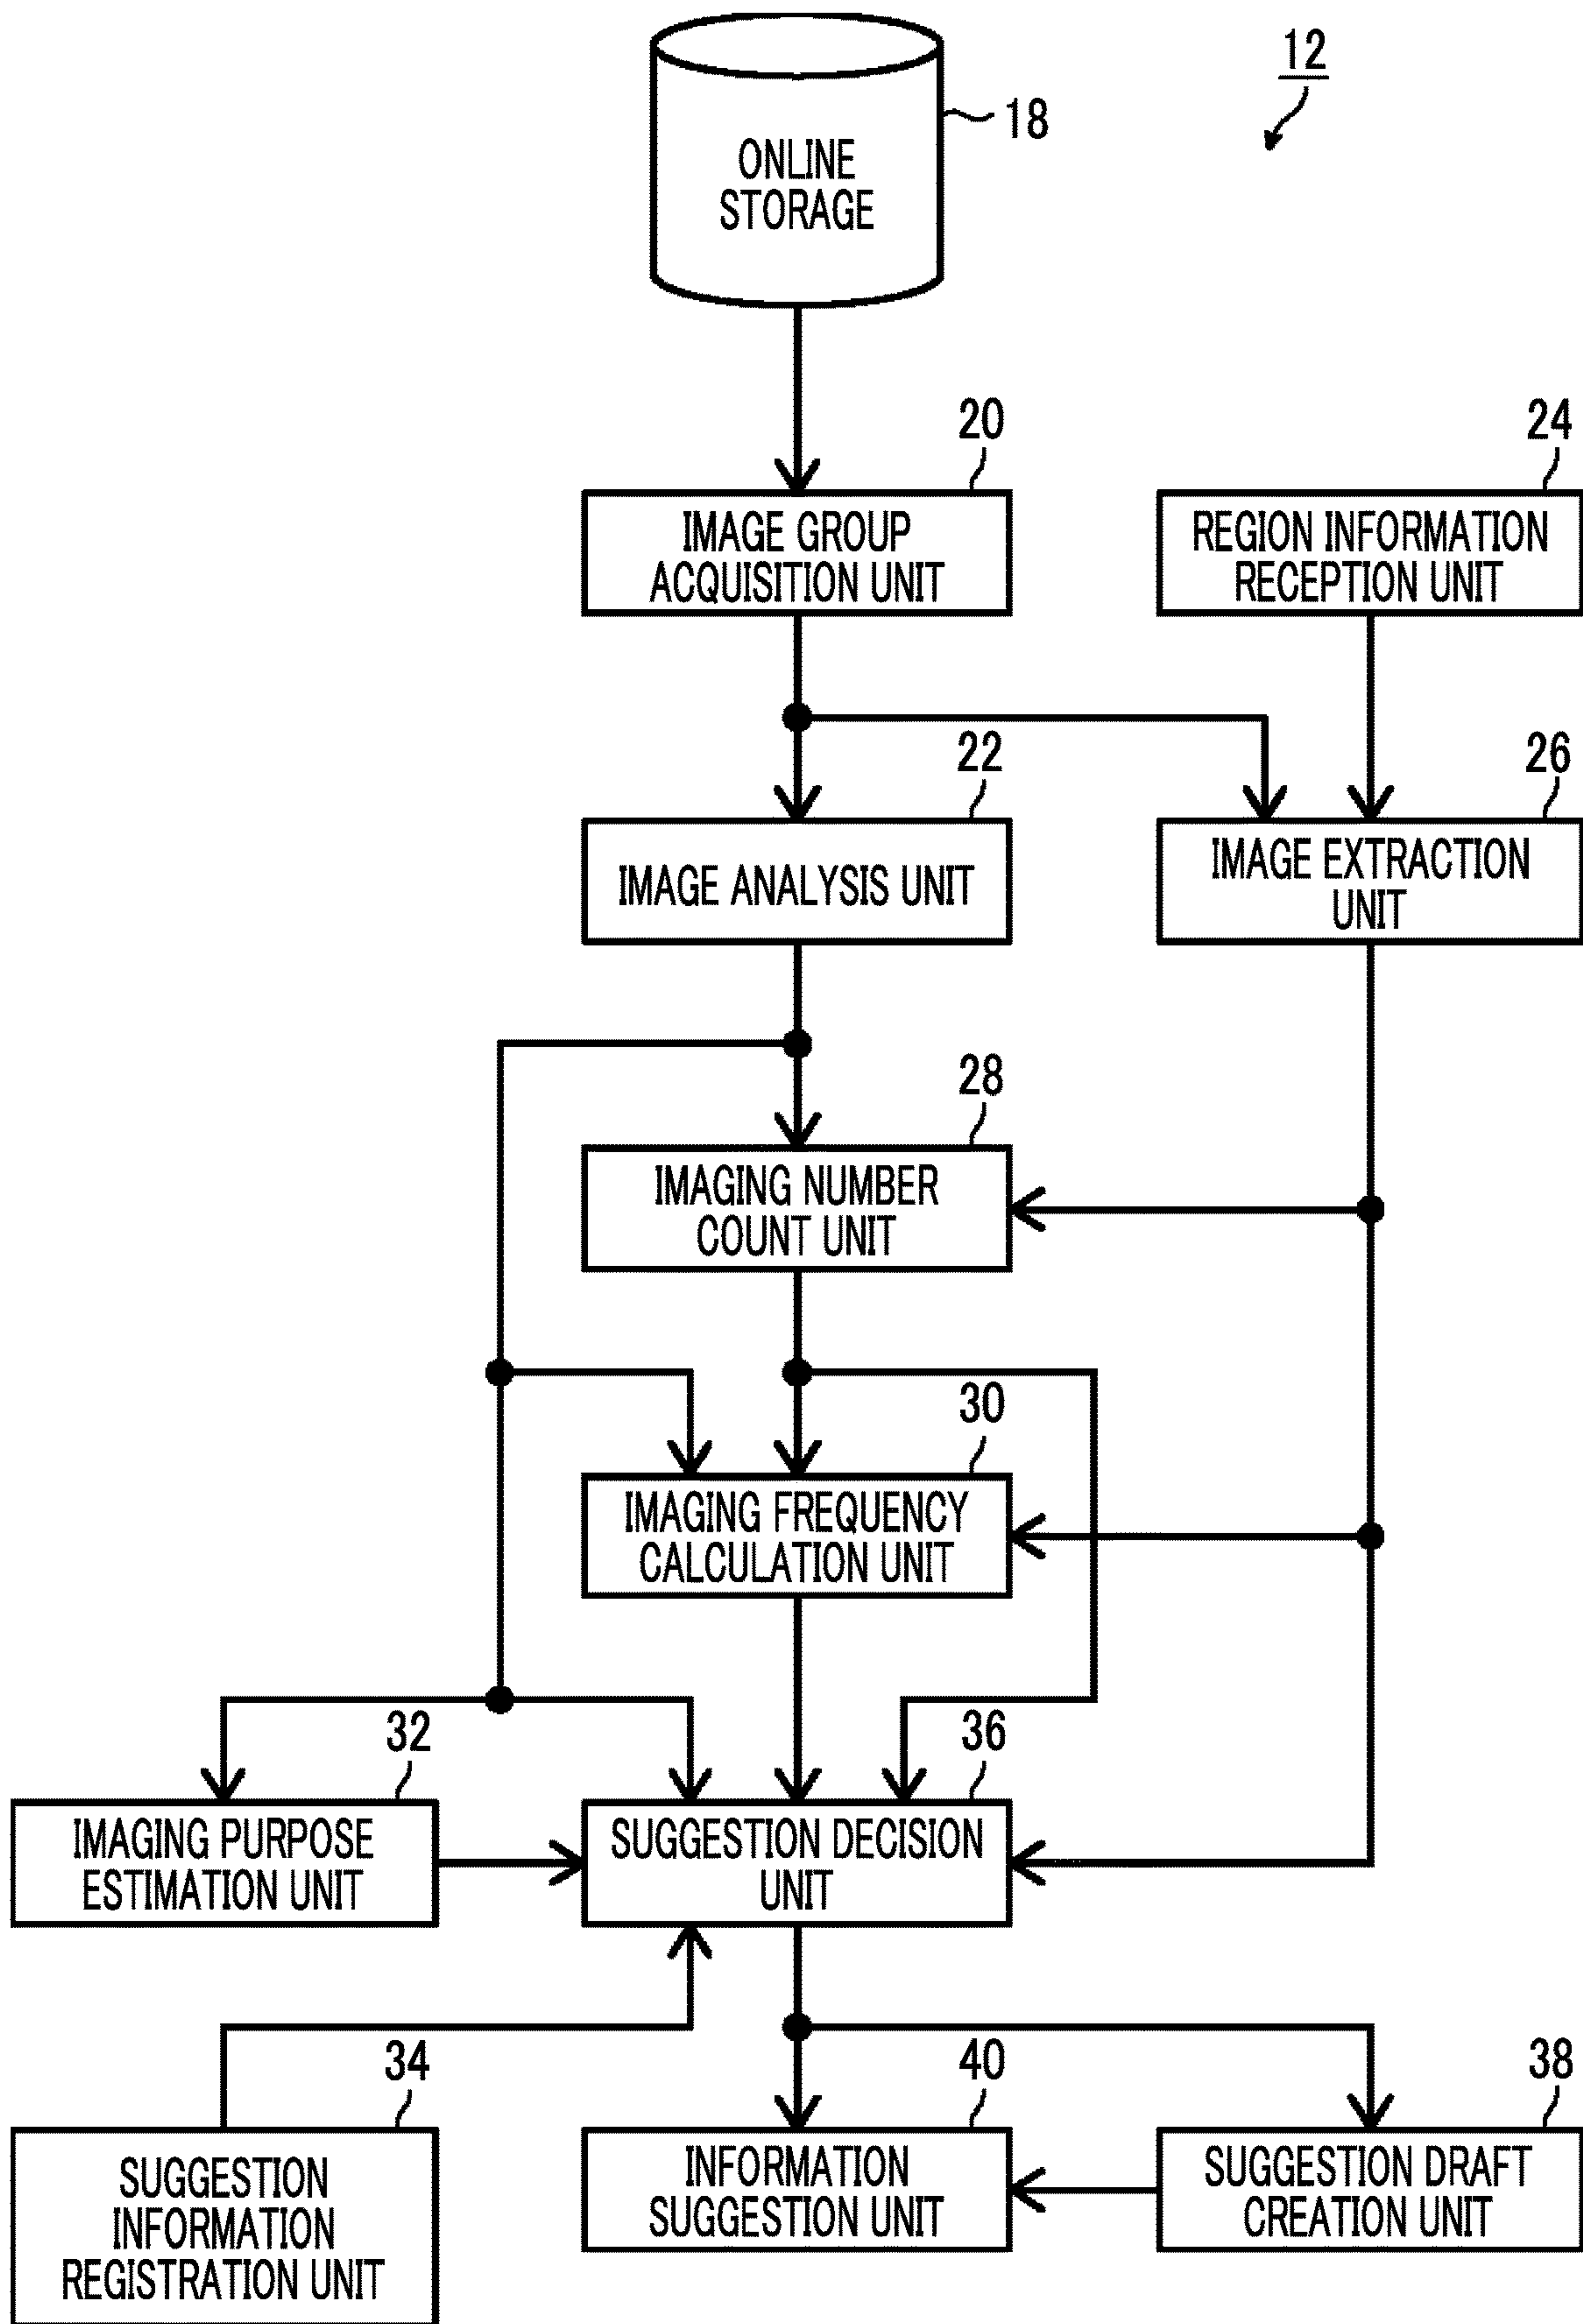 12
18
ONLINE
STORAGE
20
IMAGE GROUP
ACQUISITION UNIT
24
REGION INFORMATION
RECEPTION UNIT
22
IMAGE ANALYSIS UNIT
26
IMAGE EXTRACTION
UNIT
28
IMAGING NUMBER
COUNT UNIT
30
IMAGING FREQUENCY
CALCULATION UNIT
32
IMAGING PURPOSE
ESTIMATION UNIT
36
SUGGESTION DECISION
UNIT
34
SUGGESTION
INFORMATION
REGISTRATION UNIT
40
INFORMATION
SUGGESTION UNIT
38
SUGGESTION DRAFT
CREATION UNIT